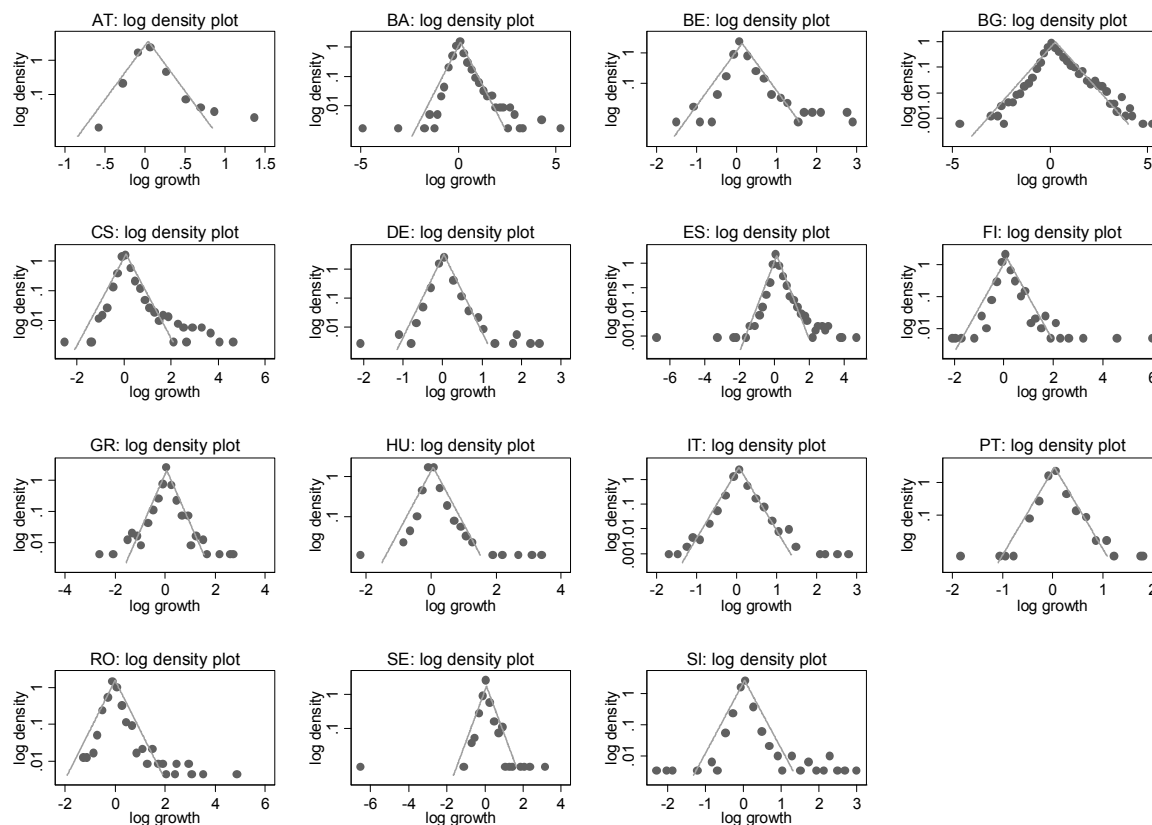 AT: log density plot
BA: log density plot
BE: log density plot
BG: log density plot
log density
1
.1
log density
1
.1
.01
log density
1
.1
log density
1
.1
.001.01
-1 -.5 0 .5 1 1.5
-5 0 5
-2 -1 0 1 2 3
-5 0 5
log growth
log growth
log growth
log growth
CS: log density plot
DE: log density plot
ES: log density plot
FI: log density plot
log density
1
.1
.01
log density
1
.1
.01
log density
1
.1
.001.01
log density
1
.1
.01
-2 0 2 4 6
-2 -1 0 1 2 3
-6 -4 -2 0 2 4
-2 0 2 4 6
log growth
log growth
log growth
log growth
GR: log density plot
HU: log density plot
IT: log density plot
PT: log density plot
log density
1
.1
.01
log density
1
.1
log density
1
.1
.001.01
log density
1
.1
-4 -2 0 2 4
-2 0 2 4
-2 -1 0 1 2 3
-2 -1 0 1 2
log growth
log growth
log growth
log growth
RO: log density plot
SE: log density plot
SI: log density plot
log density
1
.1
.01
log density
1
.1
log density
1
.1
.01
-2 0 2 4 6
-6 -4 -2 0 2 4
-2 -1 0 1 2 3
log growth
log growth
log growth